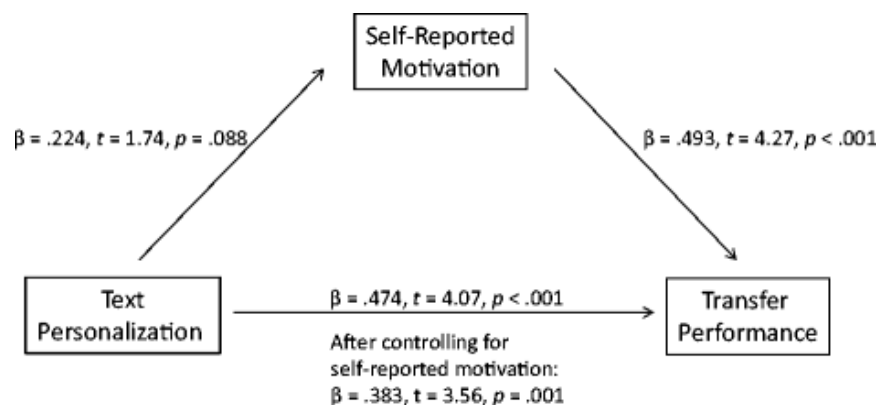 Self-Reported
Motivation
β = .224, t = 1.74, p = .088
β = .493, t = 4.27, p < .001
Text
Personalization
β = .474, t = 4.07, p < .001
After controlling for
self-reported motivation:
β = .383, t = 3.56, p = .001
Transfer
Performance